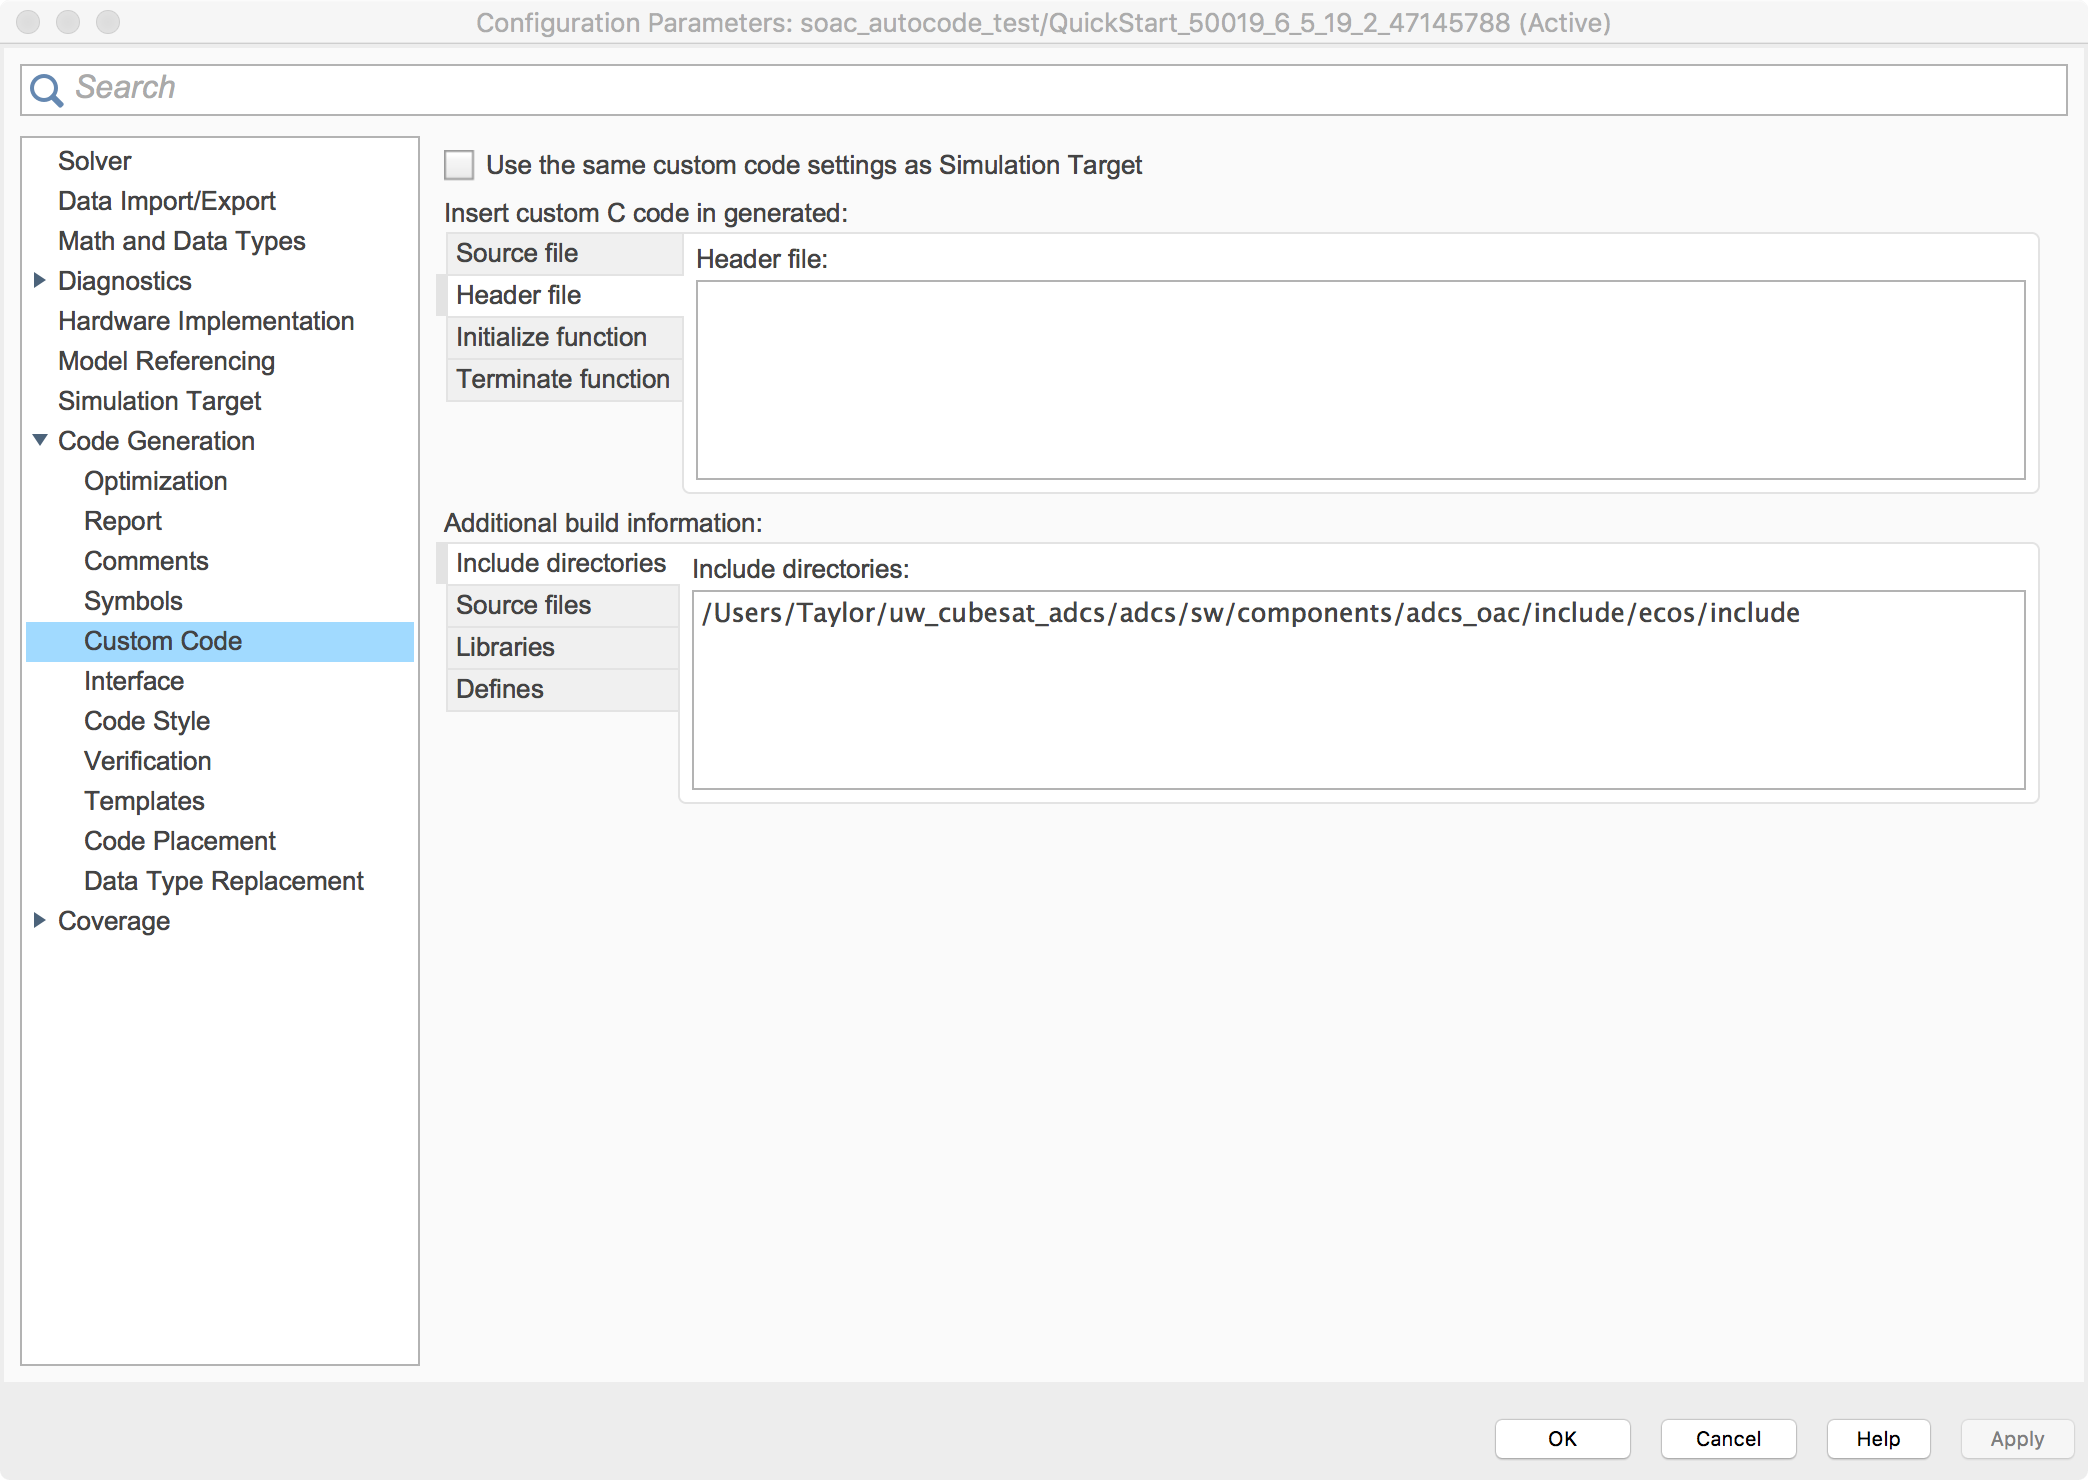 Configuration Parameters: soac_autocode_test/QuickStart_50019_6_5_19_2_47145788 (Active)
Search
Solver
Data Import/Export
Math and Data Types
Diagnostics
Hardware Implementation
Model Referencing
Simulation Target
Code Generation
Optimization
Report
Comments
Symbols
Custom Code
Interface
Code Style
Verification
Templates
Code Placement
Data Type Replacement
Coverage
Use the same custom code settings as Simulation Target
Insert custom C code in generated:
Source file
Header file
Initialize function
Terminate function
Header file:
Additional build information:
Include directories
Source files
Libraries
Defines
Include directories:
/Users/Taylor/uw_cubesat_adcs/adcs/sw/components/adcs_oac/include/ecos/include
OK
Cancel
Help
Apply